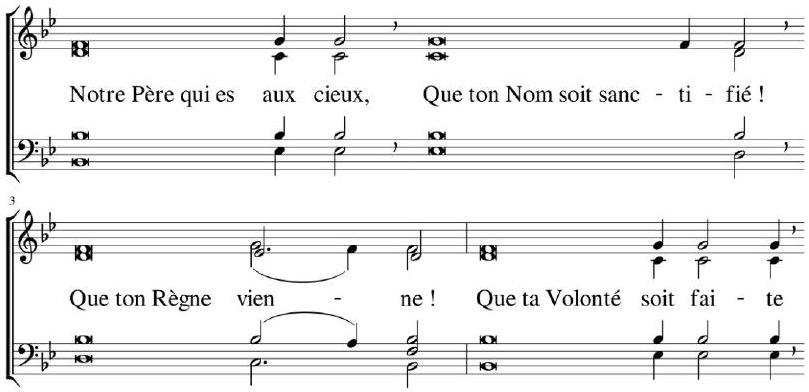 Notre Père qui es aux cieux, Que ton Nom soit sanc - ti - fié !
3
Que ton Règne vien - ne ! Que ta Volonté soit fai - te